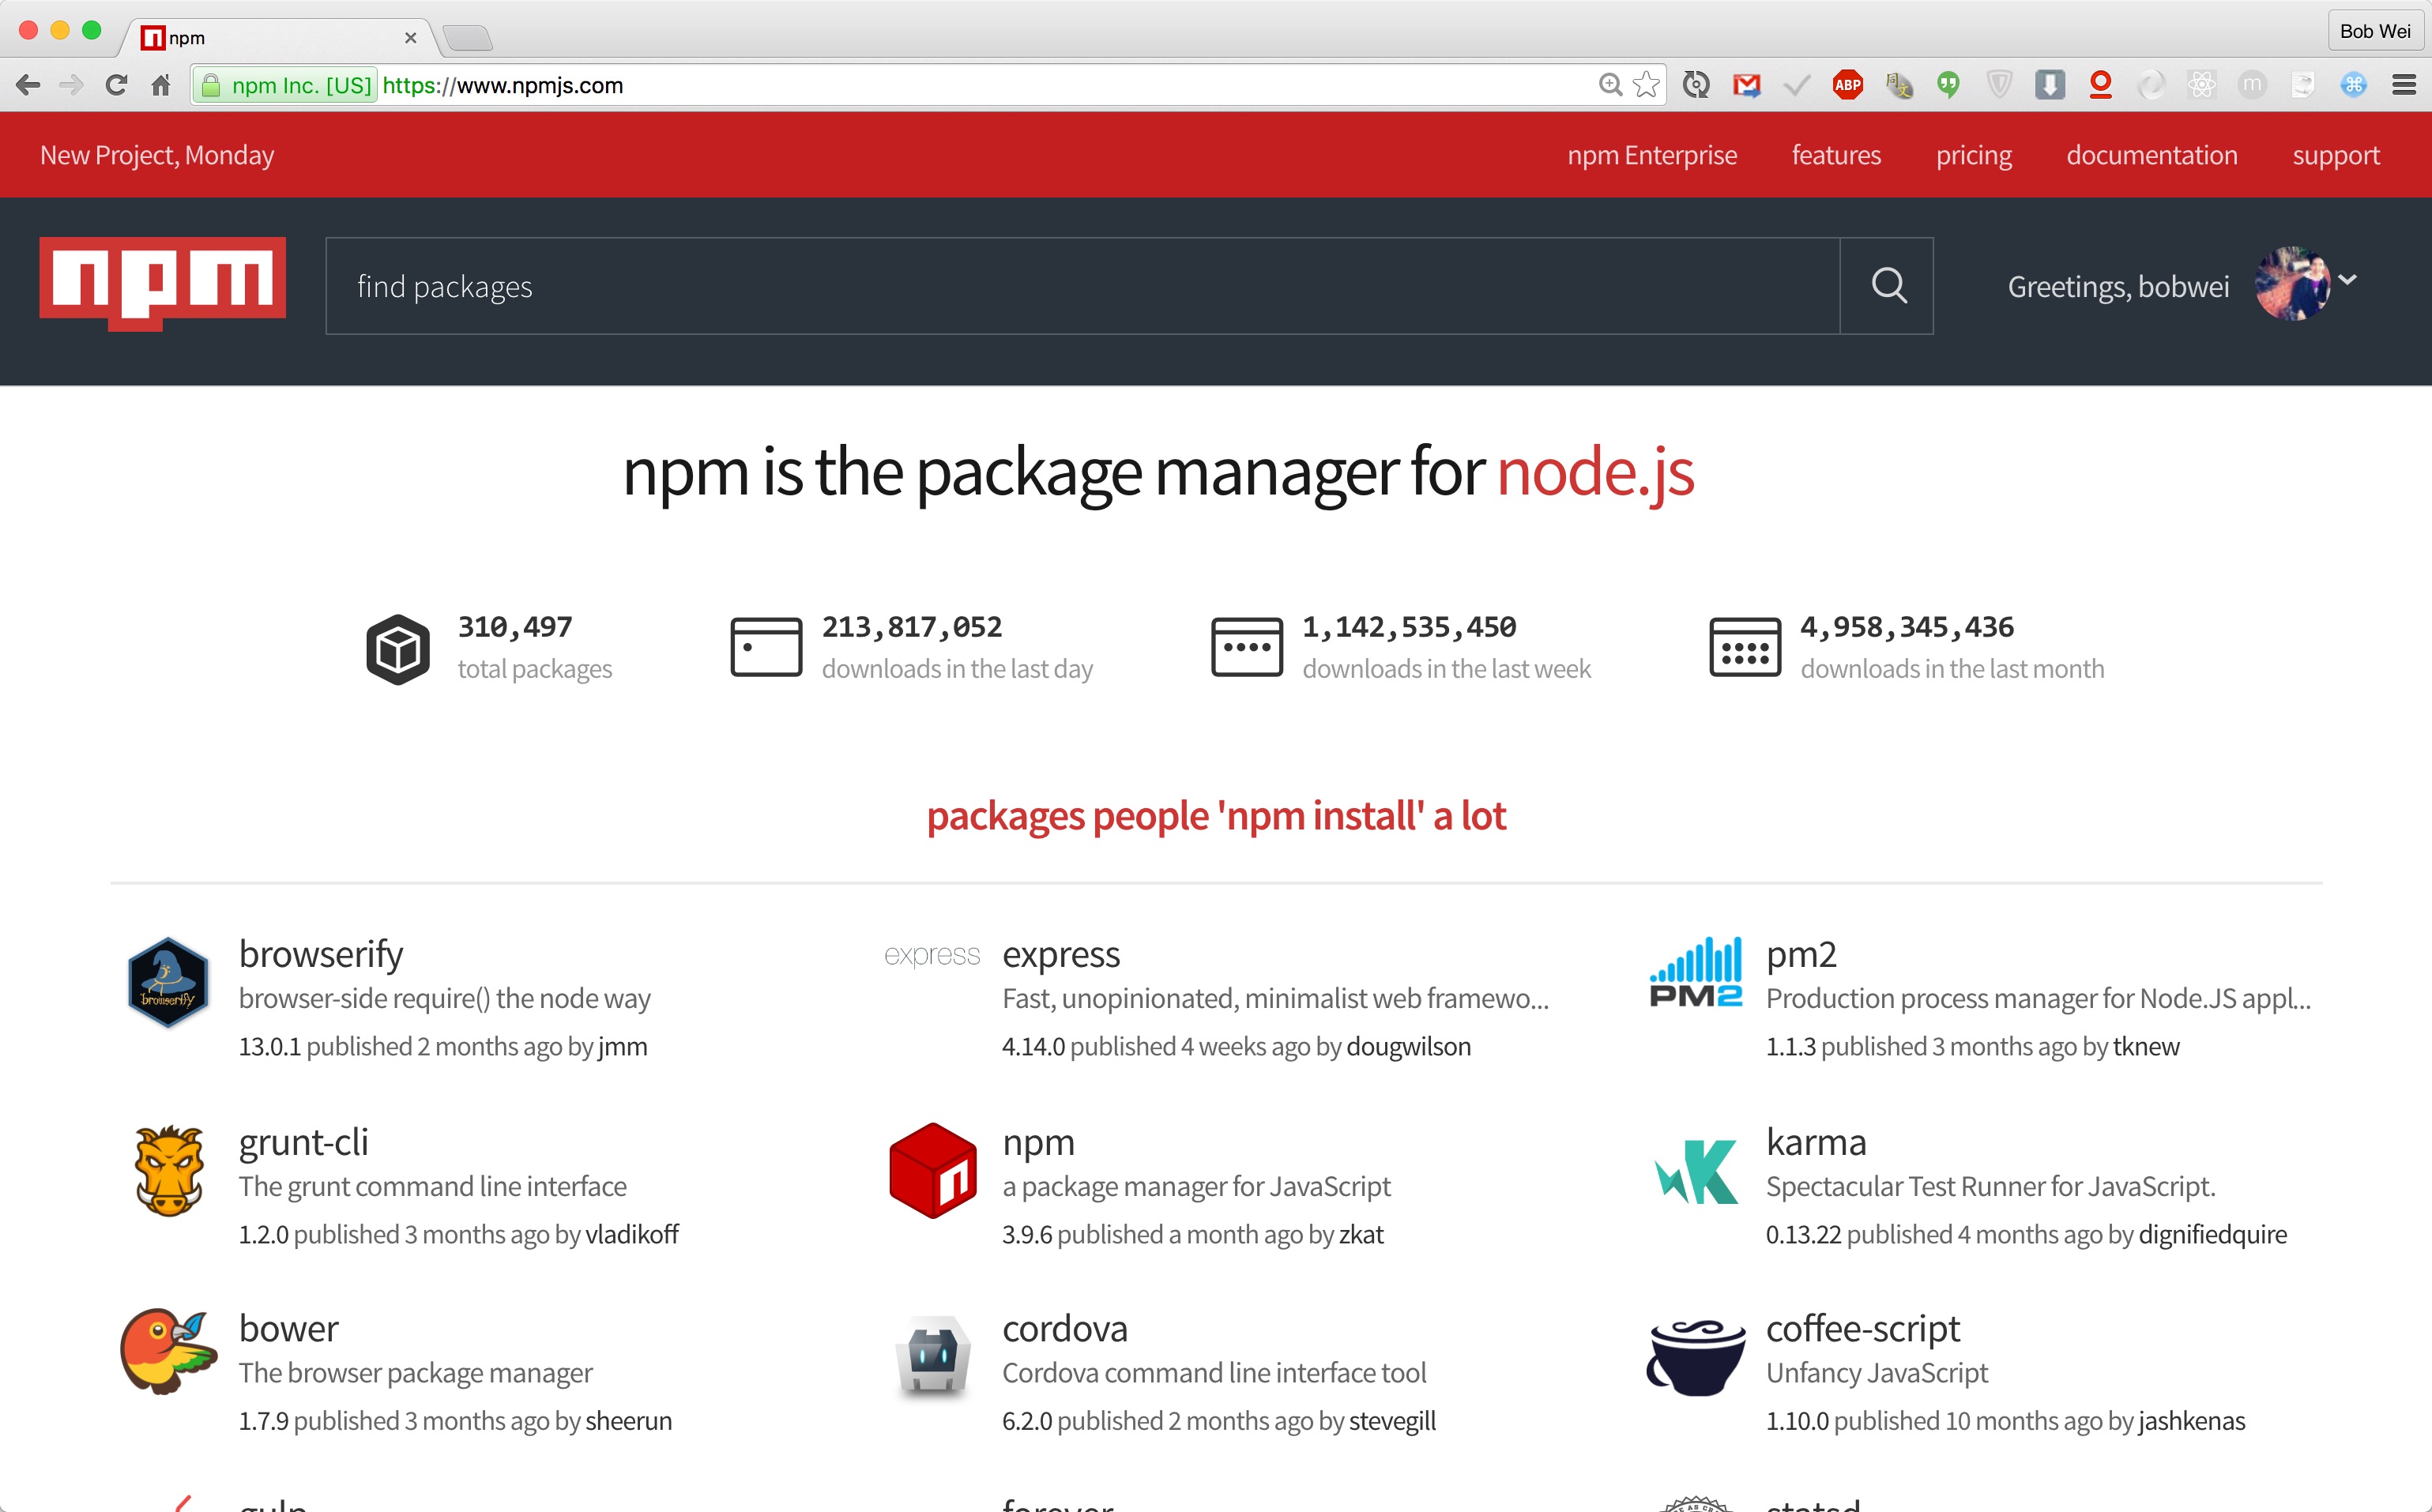 npm
Bob Wei
npm Inc. [US] https://www.npmjs.com
ABP
m
New Project, Monday
npm Enterprise features pricing documentation support
npm
find packages
Greetings, bobwei
npm is the package manager for node.js
310,497
total packages
213,817,052
downloads in the last day
1,142,535,450
downloads in the last week
4,958,345,436
downloads in the last month
packages people 'npm install' a lot
browserify
browserify
browser-side require() the node way
13.0.1 published 2 months ago by jmm
express
express
Fast, unopinionated, minimalist web framewo...
4.14.0 published 4 weeks ago by dougwilson
PM2
pm2
Production process manager for Node.JS appl...
1.1.3 published 3 months ago by tknew
grunt-cli
The grunt command line interface
1.2.0 published 3 months ago by vladikoff
n
npm
a package manager for JavaScript
3.9.6 published a month ago by zkat
K
karma
Spectacular Test Runner for JavaScript.
0.13.22 published 4 months ago by dignifiedquire
bower
The browser package manager
1.7.9 published 3 months ago by sheerun
cordova
Cordova command line interface tool
6.2.0 published 2 months ago by stevegill
coffee-script
Unfancy JavaScript
1.10.0 published 10 months ago by jashkenas
gulp
forever
statsd